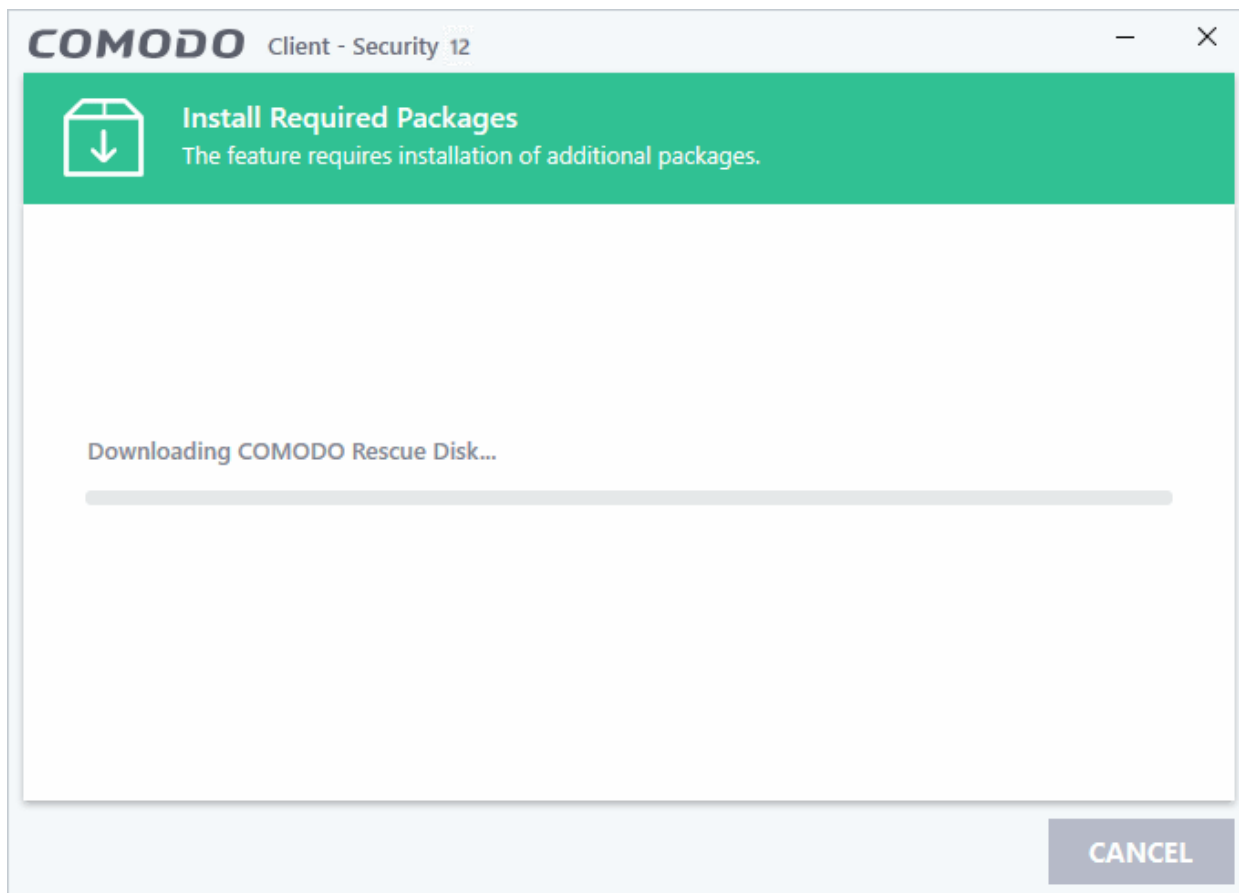 COMODO Client - Security 12
Install Required Packages
The feature requires installation of additional packages.
Downloading COMODO Rescue Disk...
CANCEL